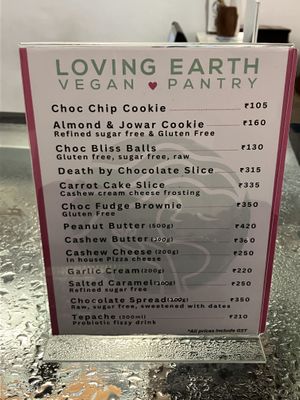 LOVING EARTH
VEGAN ♥ PANTRY
Choc Chip Cookie ₹105
Almond & Jowar Cookie ₹160
Refined sugar free & Gluten Free
Choc Bliss Balls ₹130
Gluten free, sugar free, raw
Death by Chocolate Slice ₹315
Carrot Cake Slice ₹335
Cashew cream cheese frosting
Choc Fudge Brownie ₹350
Gluten Free
Peanut Butter (500g) ₹420
Cashew Butter (300g) ₹360
Cashew Cheese (200g) ₹250
In house Pizza cheese
Garlic Cream (200g) ₹220
Salted Caramel (200g) ₹250
Refined sugar free
Chocolate Spread (200g) ₹350
Raw, sugar free, sweetened with dates
Tepache (300ml) ₹210
Prebiotic fizzy drink
*All prices include GST